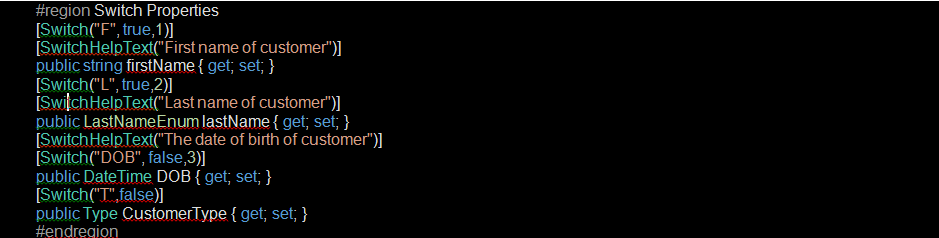 #region Switch Properties
[Switch("F", true,1)]
[SwitchHelpText("First name of customer")]
public string firstName { get; set; }
[Switch("L", true,2)]
[SwitchHelpText("Last name of customer")]
public LastNameEnum lastName { get; set; }
[SwitchHelpText("The date of birth of customer")]
[Switch("DOB", false,3)]
public DateTime DOB { get; set; }
[Switch("T",false)]
public Type CustomerType { get; set; }
#endregion